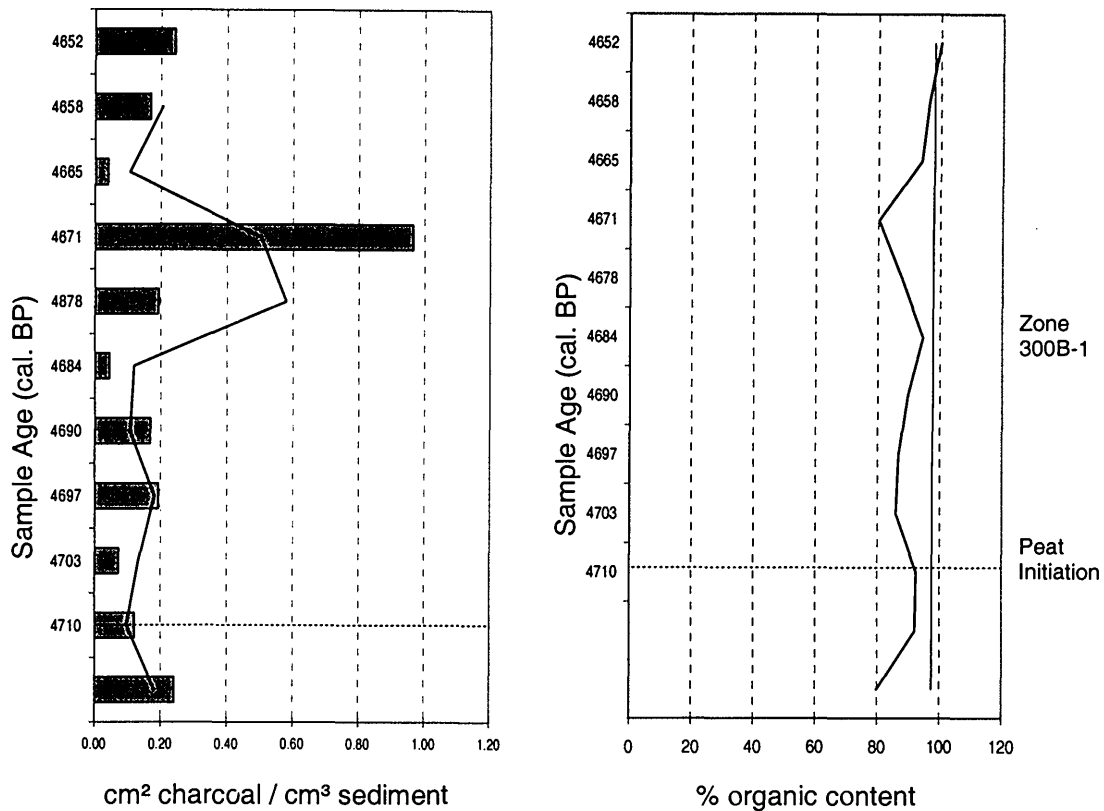 Sample Age (cal. BP)
4652
4658
4665
4671
4878
4684
4690
4697
4703
4710
0.00 0.20 0.40 0.60 0.80 1.00 1.20
cm² charcoal / cm³ sediment
Sample Age (cal. BP)
4652
4658
4665
4671
4678
4684
4690
4697
4703
4710
0 20 40 60 80 100 120
% organic content
Zone
300B-1
Peat
Initiation